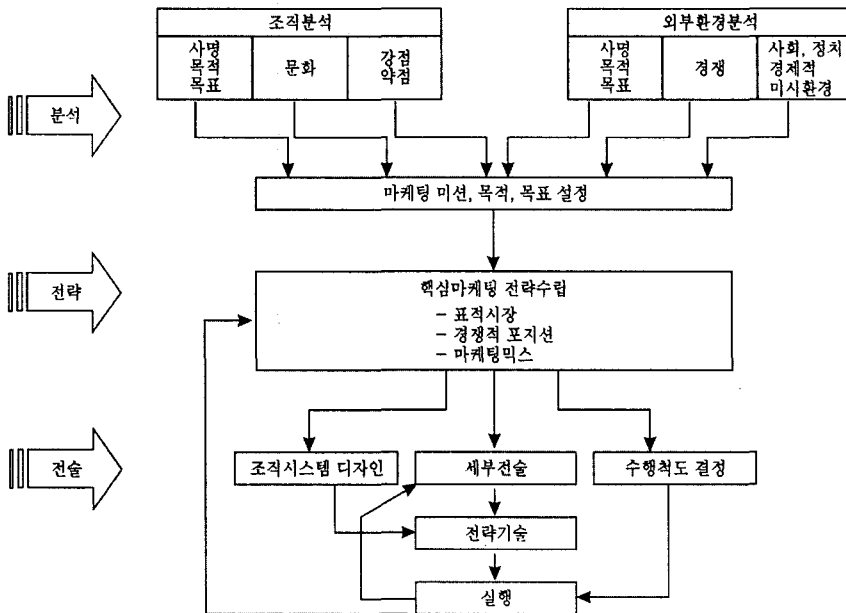 조직분석
외부환경분석
사명
목적
목표
문화
강점
약점
사명
목적
목표
경쟁
사회, 정치
경제적
미시환경
분석
마케팅 미션, 목적, 목표 설정
전략
핵심마케팅 전략수립
- 표적시장
- 경쟁적 포지션
- 마케팅믹스
전술
조직시스템 디자인
세부전술
수행척도 결정
전략기술
실행